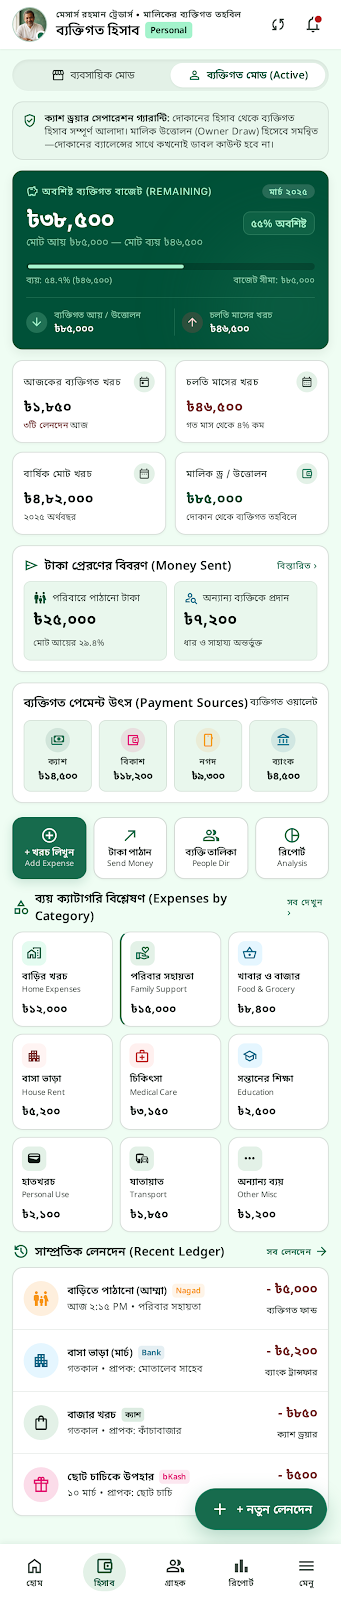 মেসার্স রহমান ট্রেডার্স • মালিকের ব্যক্তিগত তহবিল
ব্যক্তিগত হিসাব Personal
ব্যবসায়িক মোড
ব্যক্তিগত মোড (Active)
ক্যাশ ড্রয়ার সেপারেশন গ্যারান্টি: দোকানের হিসাব থেকে ব্যক্তিগত
হিসাব সম্পূর্ণ আলাদা। মালিক উত্তোলন (Owner Draw) হিসেবে সমন্বিত
—দোকানের ব্যালেন্সের সাথে কখনোই ডাবল কাউন্ট হবে না।
অবশিষ্ট ব্যক্তিগত বাজেট (REMAINING)
মার্চ ২০২৫
৳৩৮,৫০০
৫৫% অবশিষ্ট
মোট আয় ৳৮৫,০০০ — মোট ব্যয় ৳৪৬,৫০০
ব্যয়: ৫৪.৭% (৳৪৬,৫০০)
বাজেট সীমা: ৳৮৫,০০০
ব্যক্তিগত আয় / উত্তোলন
৳৮৫,০০০
চলতি মাসের খরচ
৳৪৬,৫০০
আজকের ব্যক্তিগত খরচ
৳১,৮৫০
৩টি লেনদেন আজ
চলতি মাসের খরচ
৳৪৬,৫০০
গত মাস থেকে ৪% কম
বার্ষিক মোট খরচ
৳৪,৮২,০০০
২০২৫ অর্থবছর
মালিক ড্র / উত্তোলন
৳৮৫,০০০
দোকান থেকে ব্যক্তিগত তহবিলে
টাকা প্রেরণের বিবরণ (Money Sent)
বিস্তারিত ›
পরিবারে পাঠানো টাকা
৳২৫,০০০
মোট আয়ের ২৯.৪%
অন্যান্য ব্যক্তিকে প্রদান
৳৭,২০০
ধার ও সাহায্য অন্তর্ভুক্ত
ব্যক্তিগত পেমেন্ট উৎস (Payment Sources) ব্যক্তিগত ওয়ালেট
ক্যাশ
৳১৪,৫০০
বিকাশ
৳১৮,২০০
নগদ
৳৯,৩০০
ব্যাংক
৳৪,৫০০
+ খরচ লিখুন
Add Expense
টাকা পাঠান
Send Money
ব্যক্তি তালিকা
People Dir
রিপোর্ট
Analysis
ব্যয় ক্যাটাগরি বিশ্লেষণ (Expenses by
Category)
সব দেখুন
›
বাড়ির খরচ
Home Expenses
৳১২,০০০
পরিবার সহায়তা
Family Support
৳১৫,০০০
খাবার ও বাজার
Food & Grocery
৳৮,৪০০
বাসা ভাড়া
House Rent
৳৫,২০০
চিকিৎসা
Medical Care
৳৩,১৫০
সন্তানের শিক্ষা
Education
৳২,৫০০
হাতখরচ
Personal Use
৳২,১০০
যাতায়াত
Transport
৳১,৮৫০
অন্যান্য ব্যয়
Other Misc
৳১,২০০
সাম্প্রতিক লেনদেন (Recent Ledger)
সব লেনদেন →
বাড়িতে পাঠানো (আম্মা) Nagad
- ৳৫,০০০
আজ ২:১৫ PM • পরিবার সহায়তা
ব্যক্তিগত ফান্ড
বাসা ভাড়া (মার্চ) Bank
- ৳৫,২০০
গতকাল • প্রাপক: মোতালেব সাহেব
ব্যাংক ট্রান্সফার
বাজার খরচ ক্যাশ
- ৳৮৫০
গতকাল • প্রাপক: কাঁচাবাজার
ক্যাশ ড্রয়ার
ছোট চাচিকে উপহার bKash
- ৳৫০০
১০ মার্চ • প্রাপক: ছোট চাচি
+ + নতুন লেনদেন
হোম
হিসাব
গ্রাহক
রিপোর্ট
মেনু